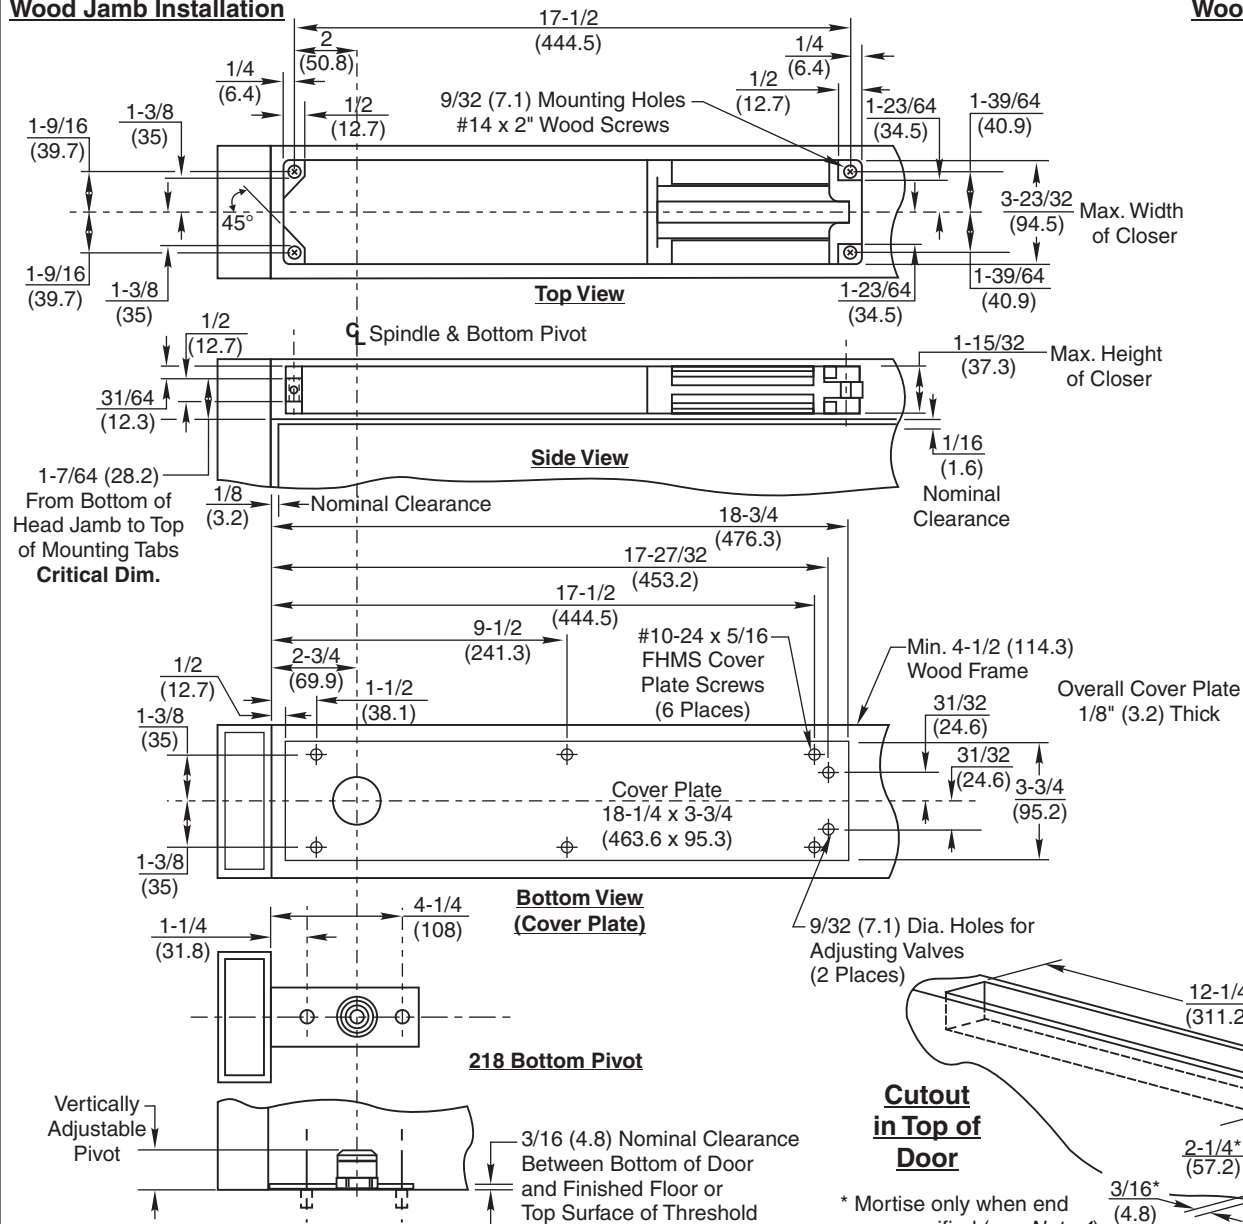 Wood Jamb Installation
Woo
17-1/2
(444.5)
2
(50.8)
1/4
(6.4)
1/2
(12.7)
1/4
(6.4)
1/2
(12.7)
9/32 (7.1) Mounting Holes
#14 x 2" Wood Screws
1-9/16
(39.7)
1-3/8
(35)
1-23/64
(34.5)
1-39/64
(40.9)
45°
3-23/32
(94.5)
Max. Width
of Closer
1-9/16
(39.7)
1-3/8
(35)
1-23/64
(34.5)
1-39/64
(40.9)
Top View
1/2
(12.7)
CL Spindle & Bottom Pivot
1-15/32
(37.3)
Max. Height
of Closer
31/64
(12.3)
Side View
1/16
(1.6)
Nominal
Clearance
1-7/64 (28.2)
From Bottom of
Head Jamb to Top
of Mounting Tabs
Critical Dim.
1/8
(3.2)
Nominal Clearance
18-3/4
(476.3)
17-27/32
(453.2)
17-1/2
(444.5)
9-1/2
(241.3)
2-3/4
(69.9)
1/2
(12.7)
1-1/2
(38.1)
#10-24 x 5/16
FHMS Cover
Plate Screws
(6 Places)
Min. 4-1/2 (114.3)
Wood Frame
Overall Cover Plate
1/8" (3.2) Thick
1-3/8
(35)
31/32
(24.6)
31/32
(24.6)
3-3/4
(95.2)
Cover Plate
18-1/4 x 3-3/4
(463.6 x 95.3)
1-3/8
(35)
Bottom View
(Cover Plate)
9/32 (7.1) Dia. Holes for
Adjusting Valves
(2 Places)
1-1/4
(31.8)
4-1/4
(108)
218 Bottom Pivot
12-1/4
(311.2
Cutout
in Top of
Door
2-1/4*
(57.2)
3/16*
(4.8)
* Mortise only when end
Vertically
Adjustable
Pivot
3/16 (4.8) Nominal Clearance
Between Bottom of Door
and Finished Floor or
Top Surface of Threshold